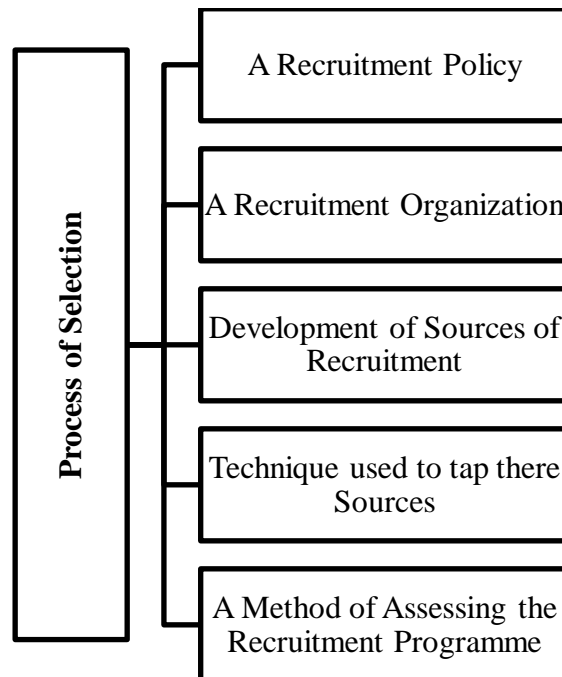 Process of Selection
A Recruitment Policy
A Recruitment Organization
Development of Sources of
Recruitment
Technique used to tap there
Sources
A Method of Assessing the
Recruitment Programme